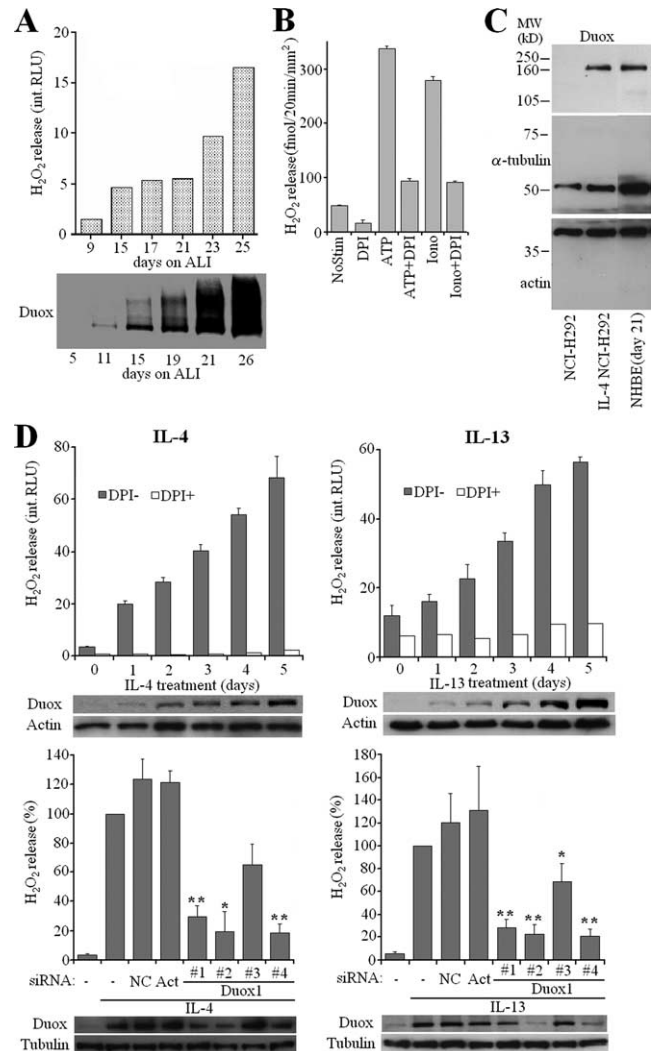 A
H2O2 release (int.RLU)
20
15
10
5
0
9 15 17 21 23 25
days on ALI
Duox
5 11 15 19 21 26
days on ALI
B
H2O2 release(fmol/20min/mm²)
300
200
100
0
NoStim
DPI
ATP
ATP+DPI
Iono
Iono+DPI
C
MW
(kD)
Duox
250
160
105
75
α-tubulin
50
35
actin
NCI-H292
IL-4 NCI-H292
NHBE(day 21)
D
IL-4
H2O2 release (int.RLU)
80
60
40
20
0
DPI- DPI+
0 1 2 3 4 5
IL-4 treatment (days)
Duox
Actin
IL-13
H2O2 release (int.RLU)
60
40
20
0
DPI- DPI+
0 1 2 3 4 5
IL-13 treatment (days)
Duox
Actin
H2O2 release (%)
140
120
100
80
60
40
20
0
** * **
siRNA: - - NC Act #1 #2 #3 #4
Duox1
IL-4
Duox
Tubulin
H2O2 release (%)
180
160
140
120
100
80
60
40
20
0
** ** * **
siRNA: - - NC Act #1 #2 #3 #4
Duox1
IL-13
Duox
Tubulin